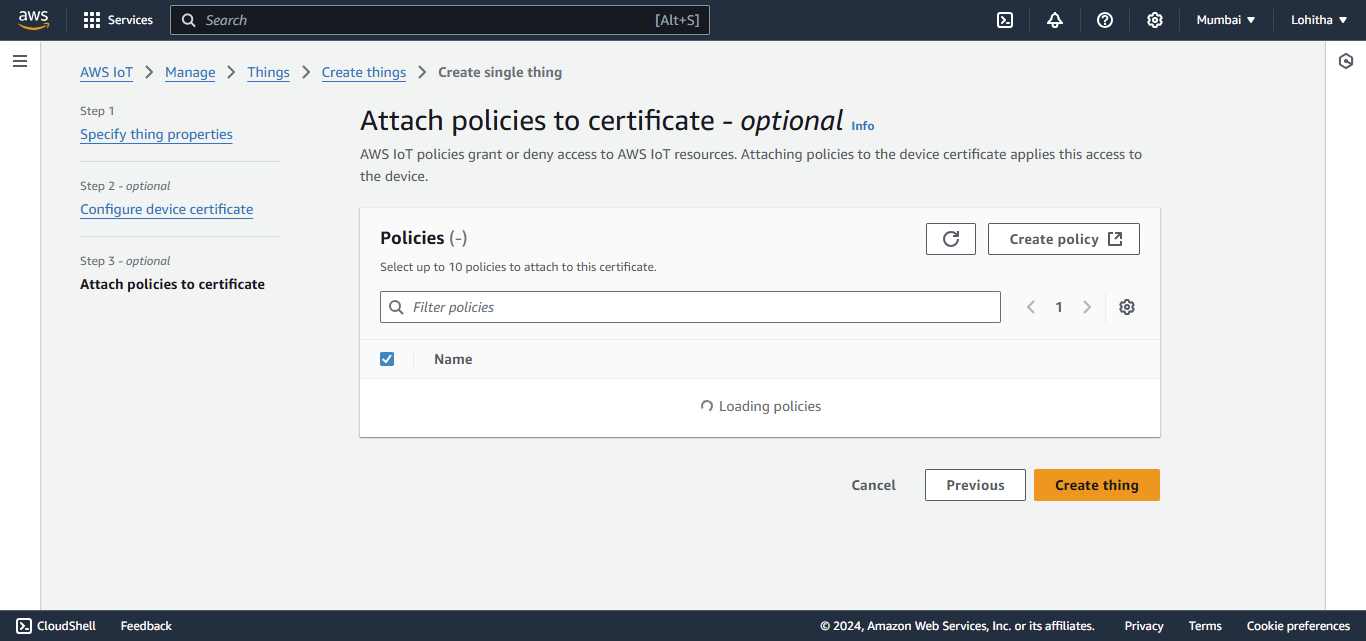 aws
Services
Search
[Alt+S]
Mumbai
Lohitha
AWS IoT
Manage
Things
Create things
Create single thing
Step 1
Specify thing properties
Step 2 - optional
Configure device certificate
Step 3 - optional
Attach policies to certificate
Attach policies to certificate - optional Info
AWS IoT policies grant or deny access to AWS IoT resources. Attaching policies to the device certificate applies this access to
the device.
Policies (-)
Create policy
Select up to 10 policies to attach to this certificate.
Filter policies
1
Name
Loading policies
Cancel
Previous
Create thing
CloudShell
Feedback
© 2024, Amazon Web Services, Inc. or its affiliates.
Privacy
Terms
Cookie preferences